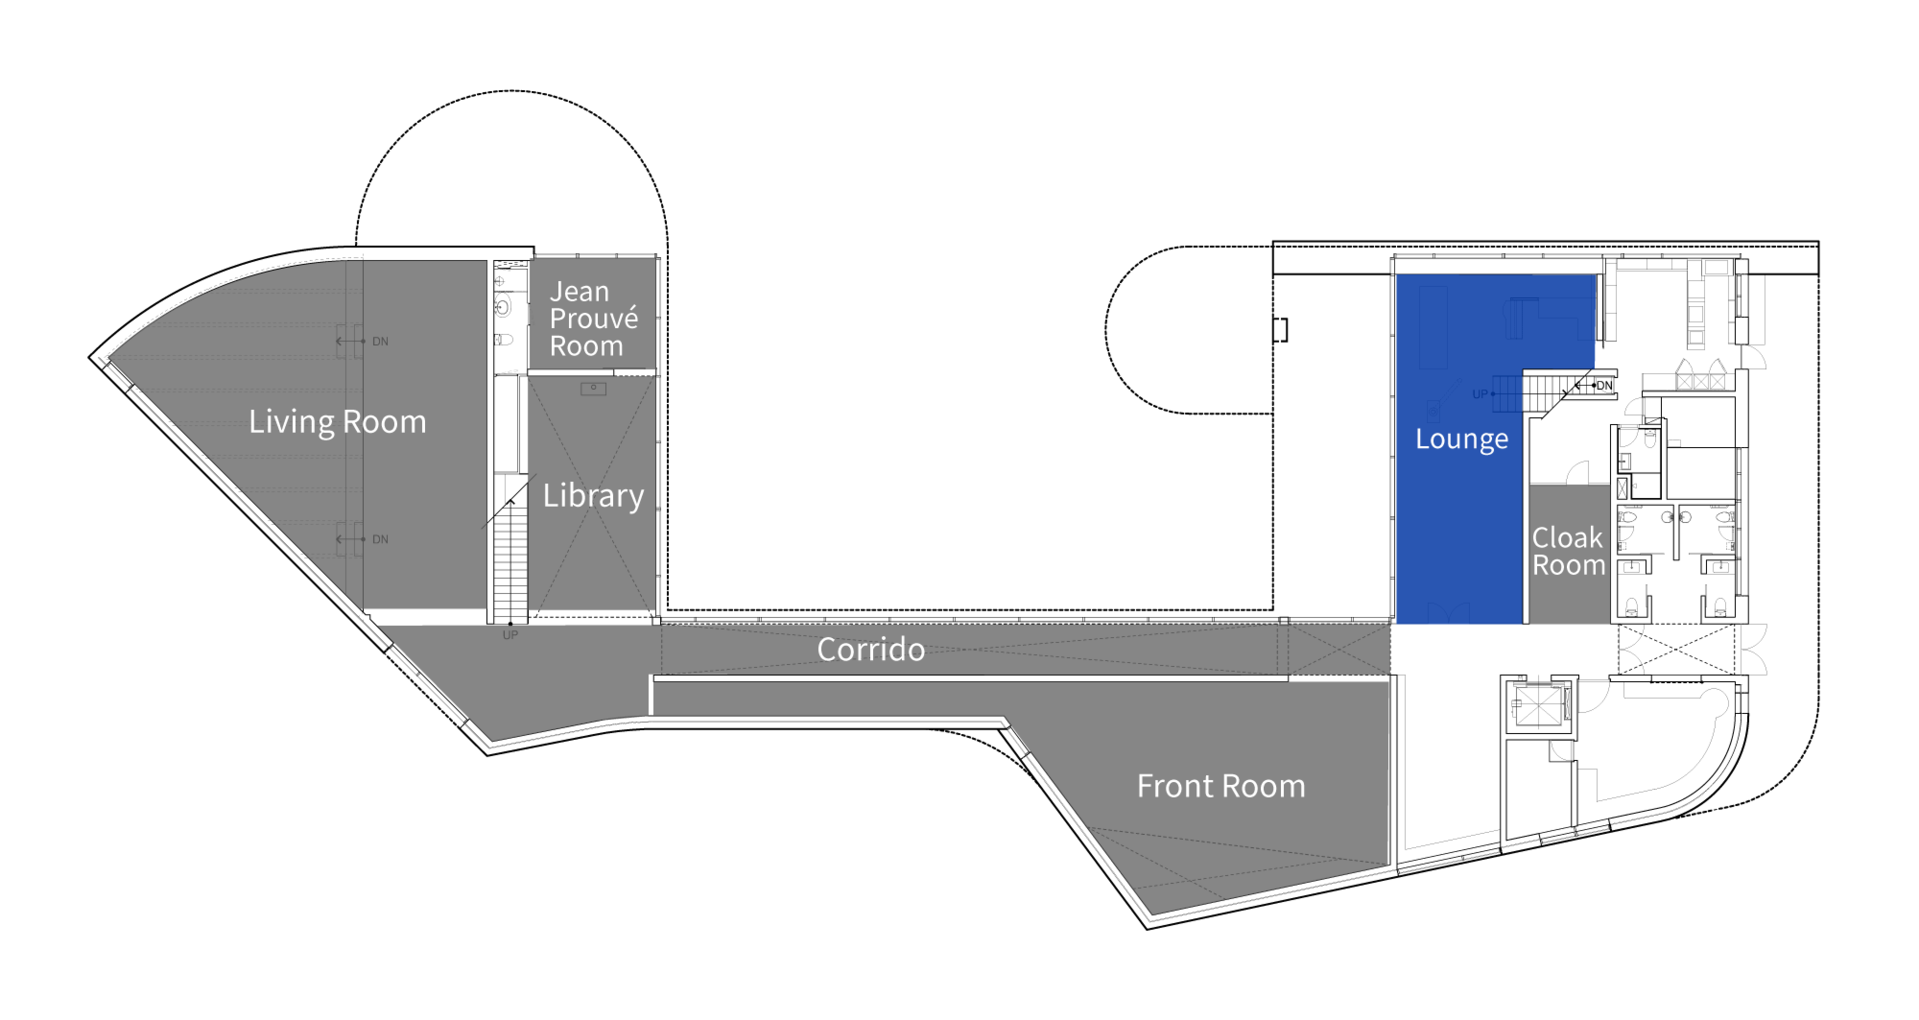 Jean
Prouvé
Room
DN
DN
UP
Living Room
Lounge
Library
DN
Cloak
Room
UP
Corrido
Front Room